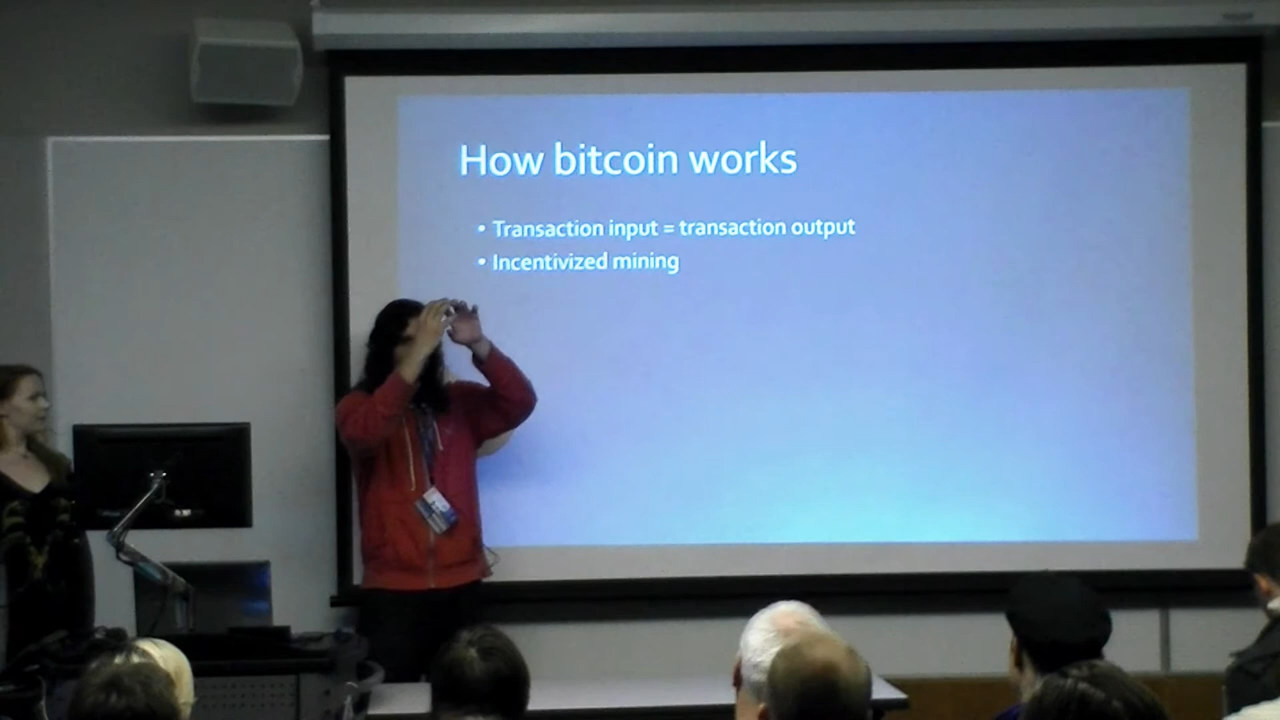 How bitcoin works
• Transaction input = transaction output
• Incentivized mining